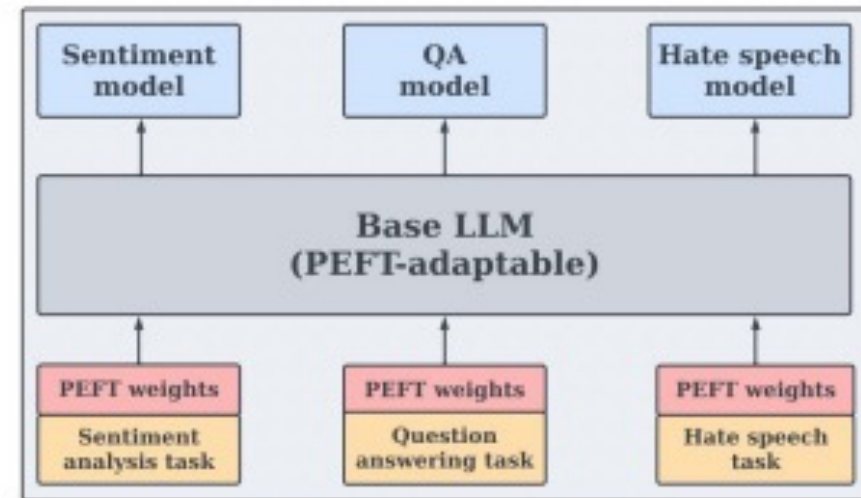 Sentiment
model
QA
model
Hate speech
model
Base LLM
(PEFT-adaptable)
PEFT weights
PEFT weights
PEFT weights
Sentiment
analysis task
Question
answering task
Hate speech
task